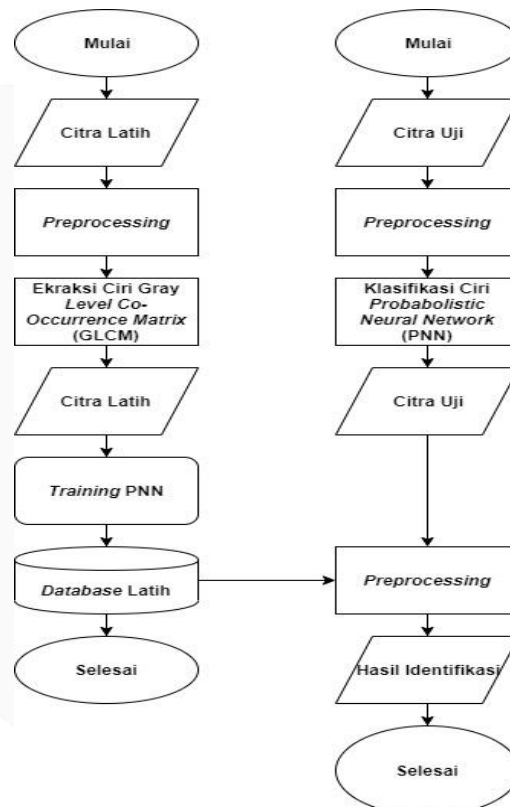 Mulai
Citra Latih
Preprocessing
Ekraksi Ciri Gray
Level Co-
Occurrence Matrix
(GLCM)
Citra Latih
Training PNN
Database Latih
Selesai
Mulai
Citra Uji
Preprocessing
Klasifikasi Ciri
Probabolistic
Neural Network
(PNN)
Citra Uji
Preprocessing
Hasil Identifikasi
Selesai